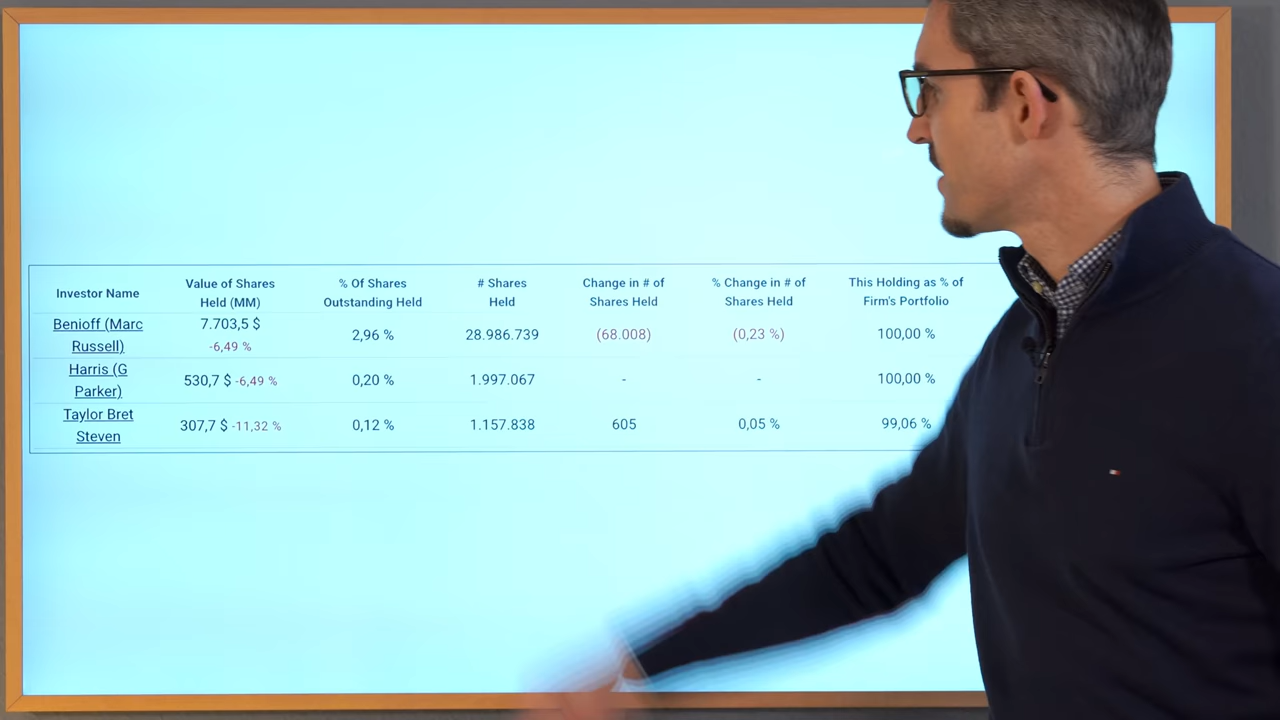 Investor Name
Value of Shares
Held (MM)
% Of Shares
Outstanding Held
# Shares
Held
Change in # of
Shares Held
% Change in # of
Shares Held
This Holding as % of
Firm's Portfolio
Benioff (Marc
Russell)
7.703,5 $
-6,49 %
2,96 %
28.986.739
(68.008)
(0,23 %)
100,00 %
Harris (G
Parker)
530,7 $ -6,49 %
0,20 %
1.997.067
-
-
100,00 %
Taylor Bret
Steven
307,7 $ -11,32 %
0,12 %
1.157.838
605
0,05 %
99,06 %